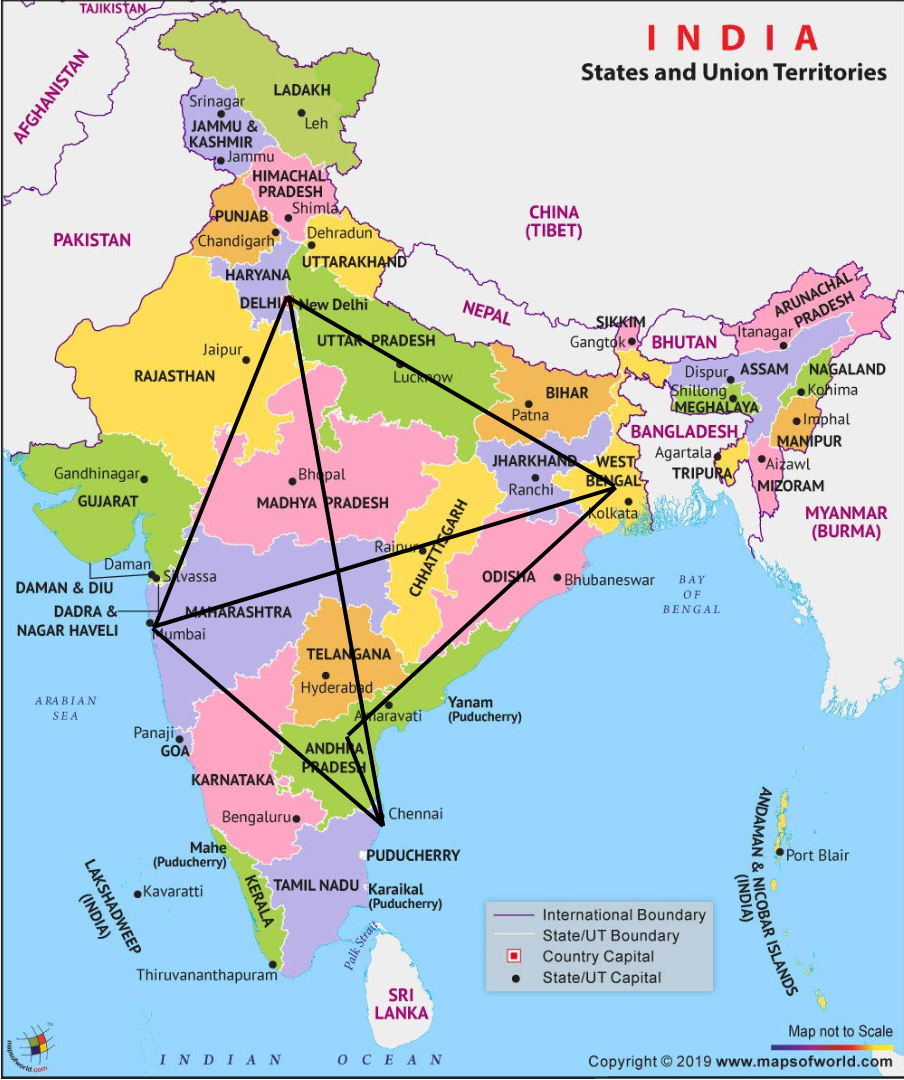 TAJIKISTAN
INDIA
States and Union Territories
AFGHANISTAN
LADAKH
Leh
Srinagar
JAMMU &
KASHMIR
Jammu
HIMACHAL
PRADESH
Shimla
PUNJAB
Chandigarh
Dehradun
UTTARAKHAND
PAKISTAN
CHINA
(TIBET)
HARYANA
DELHI
New Delhi
NEPAL
SIKKIM
Gangtok
BHUTAN
ARUNACHAL
PRADESH
Itanagar
UTTAR PRADESH
Lucknow
Jaipur
RAJASTHAN
BIHAR
Patna
Dispur
ASSAM
NAGALAND
Shillong
Kohima
MEGHALAYA
Imphal
MANIPUR
BANGLADESH
Agartala
TRIPURA
Aizawl
MIZORAM
MYANMAR
(BURMA)
Gandhinagar
GUJARAT
Bhopal
MADHYA PRADESH
JHARKHAND
Ranchi
WEST
BENGAL
Kolkata
CHHATTISGARH
Raipur
ODISHA
Bhubaneswar
BAY
OF
BENGAL
Daman
DAMAN & DIU
Silvassa
DADRA &
NAGAR HAVELI
MAHARASHTRA
Mumbai
ARABIAN
SEA
TELANGANA
Hyderabad
Amaravati
Yanam
(Puducherry)
Panaji
GOA
ANDHRA
PRADESH
KARNATAKA
Bengaluru
Chennai
Mahe
(Puducherry)
PUDUCHERRY
KERALA
TAMIL NADU
Karaikal
(Puducherry)
LAKSHADWEEP
(INDIA)
Kavaratti
Thiruvananthapuram
Palk Strait
SRI
LANKA
ANDAMAN & NICOBAR ISLANDS
(INDIA)
Port Blair
International Boundary
State/UT Boundary
Country Capital
State/UT Capital
INDIAN OCEAN
mapsofworld.com
Map not to Scale
Copyright © 2019 www.mapsofworld.com